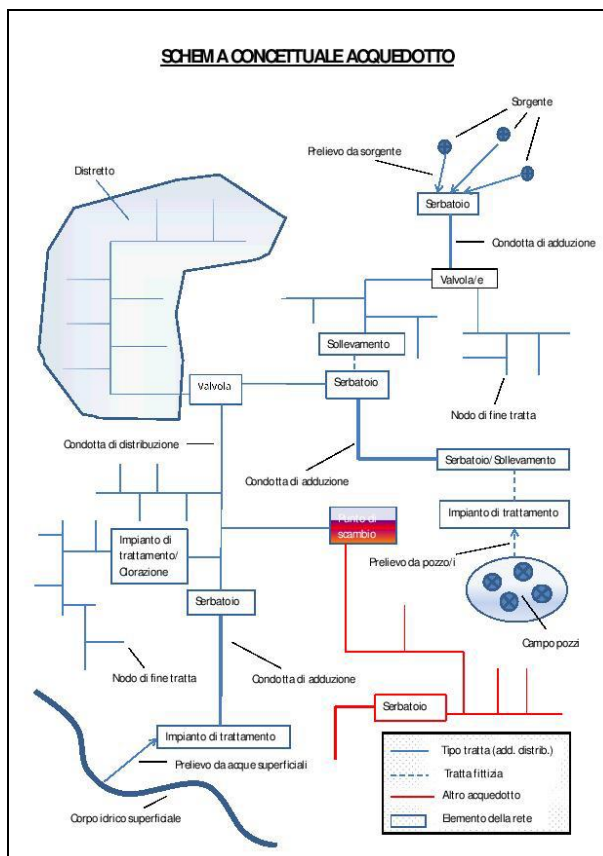 SCHEMA CONCETTUALE ACQUEDOTTO
Sorgente
Prelievo da sorgente
Distretto
Serbatoio
Condotta di adduzione
Valvola/e
Sollevamento
Valvola
Serbatoio
Nodo di fine tratta
Condotta di distribuzione
Condotta di adduzione
Serbatoio/Sollevamento
Impianto di trattamento
Punto di
scambio
Impianto di
trattamento/
Clorazione
Prelievo da pozzo/i
Serbatoio
Campo pozzi
Nodo di fine tratta
Condotta di adduzione
Serbatoio
Impianto di trattamento
Prelievo da acque superficiali
Corpo idrico superficiale
Tipo tratta (add. distrib.)
Tratta fittizia
Altro acquedotto
Elemento della rete